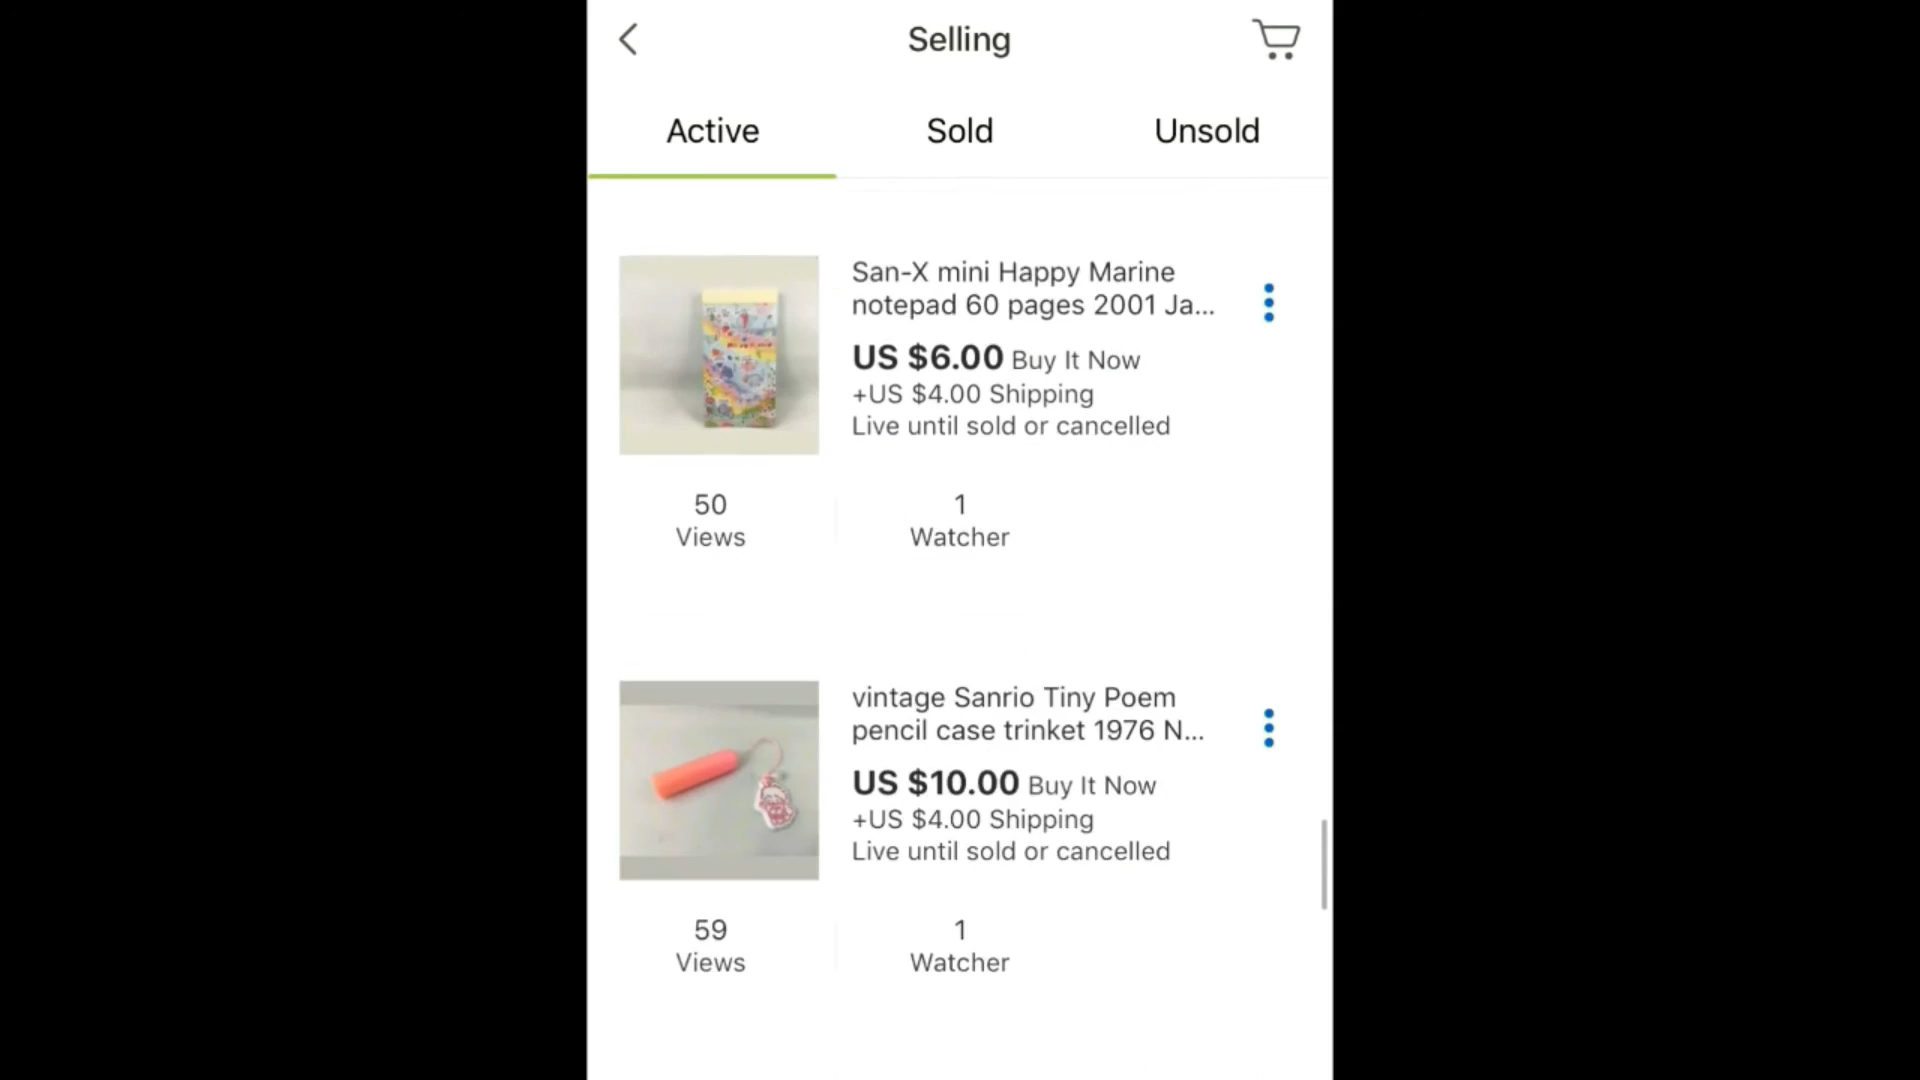 Selling
Active
Sold
Unsold
San-X mini Happy Marine
notepad 60 pages 2001 Ja...
US $6.00 Buy It Now
+US $4.00 Shipping
Live until sold or cancelled
50
Views
1
Watcher
vintage Sanrio Tiny Poem
pencil case trinket 1976 N...
US $10.00 Buy It Now
+US $4.00 Shipping
Live until sold or cancelled
59
Views
1
Watcher